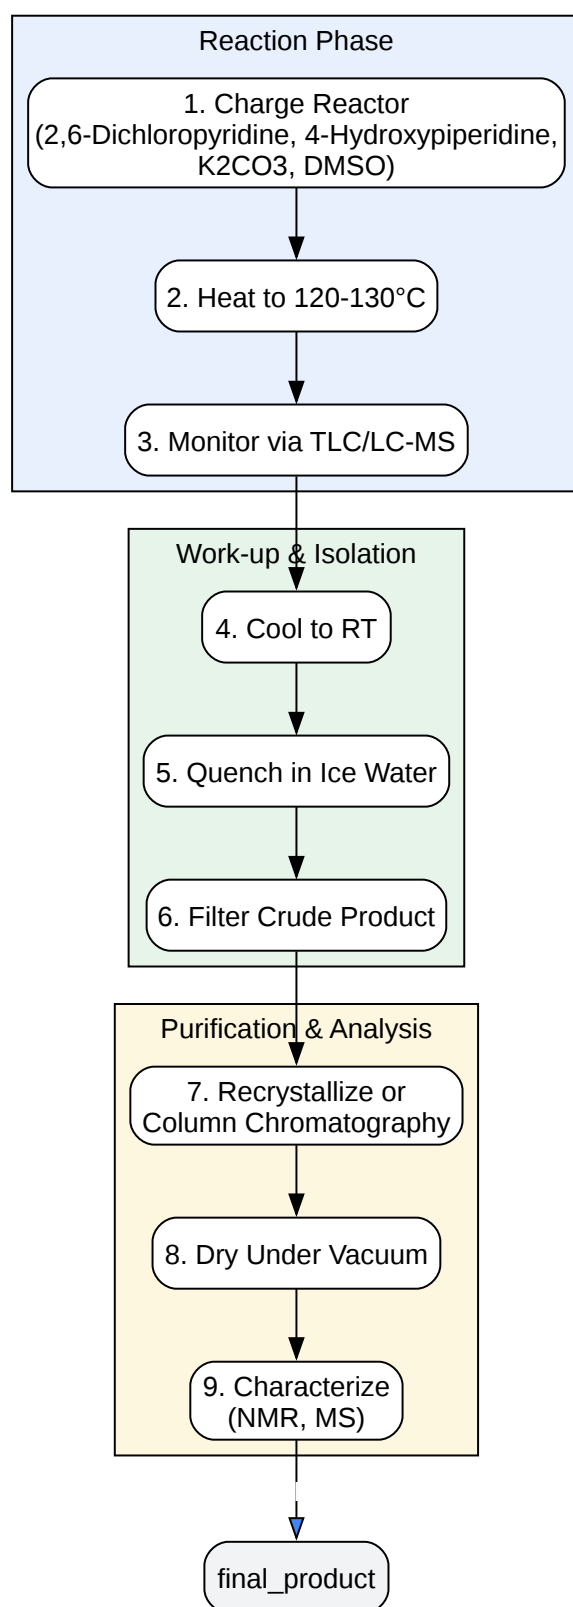 Reaction Phase
1. Charge Reactor
(2,6-Dichloropyridine, 4-Hydroxypiperidine,
K2CO3, DMSO)
2. Heat to 120-130°C
3. Monitor via TLC/LC-MS
Work-up & Isolation
4. Cool to RT
5. Quench in Ice Water
6. Filter Crude Product
Purification & Analysis
7. Recrystallize or
Column Chromatography
8. Dry Under Vacuum
9. Characterize
(NMR, MS)
final_product